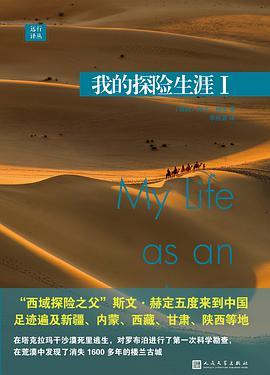 远行
译丛
我的探险生涯 I
My Life
as an
“西域探险之父”斯文·赫定五度来到中国
足迹遍及新疆、内蒙、西藏、甘肃、陕西等地
在塔克拉玛干沙漠死里逃生，对罗布泊进行了第一次科学勘查，
在荒漠中发现了消失 1600 多年的楼兰古城
人民文学出版社